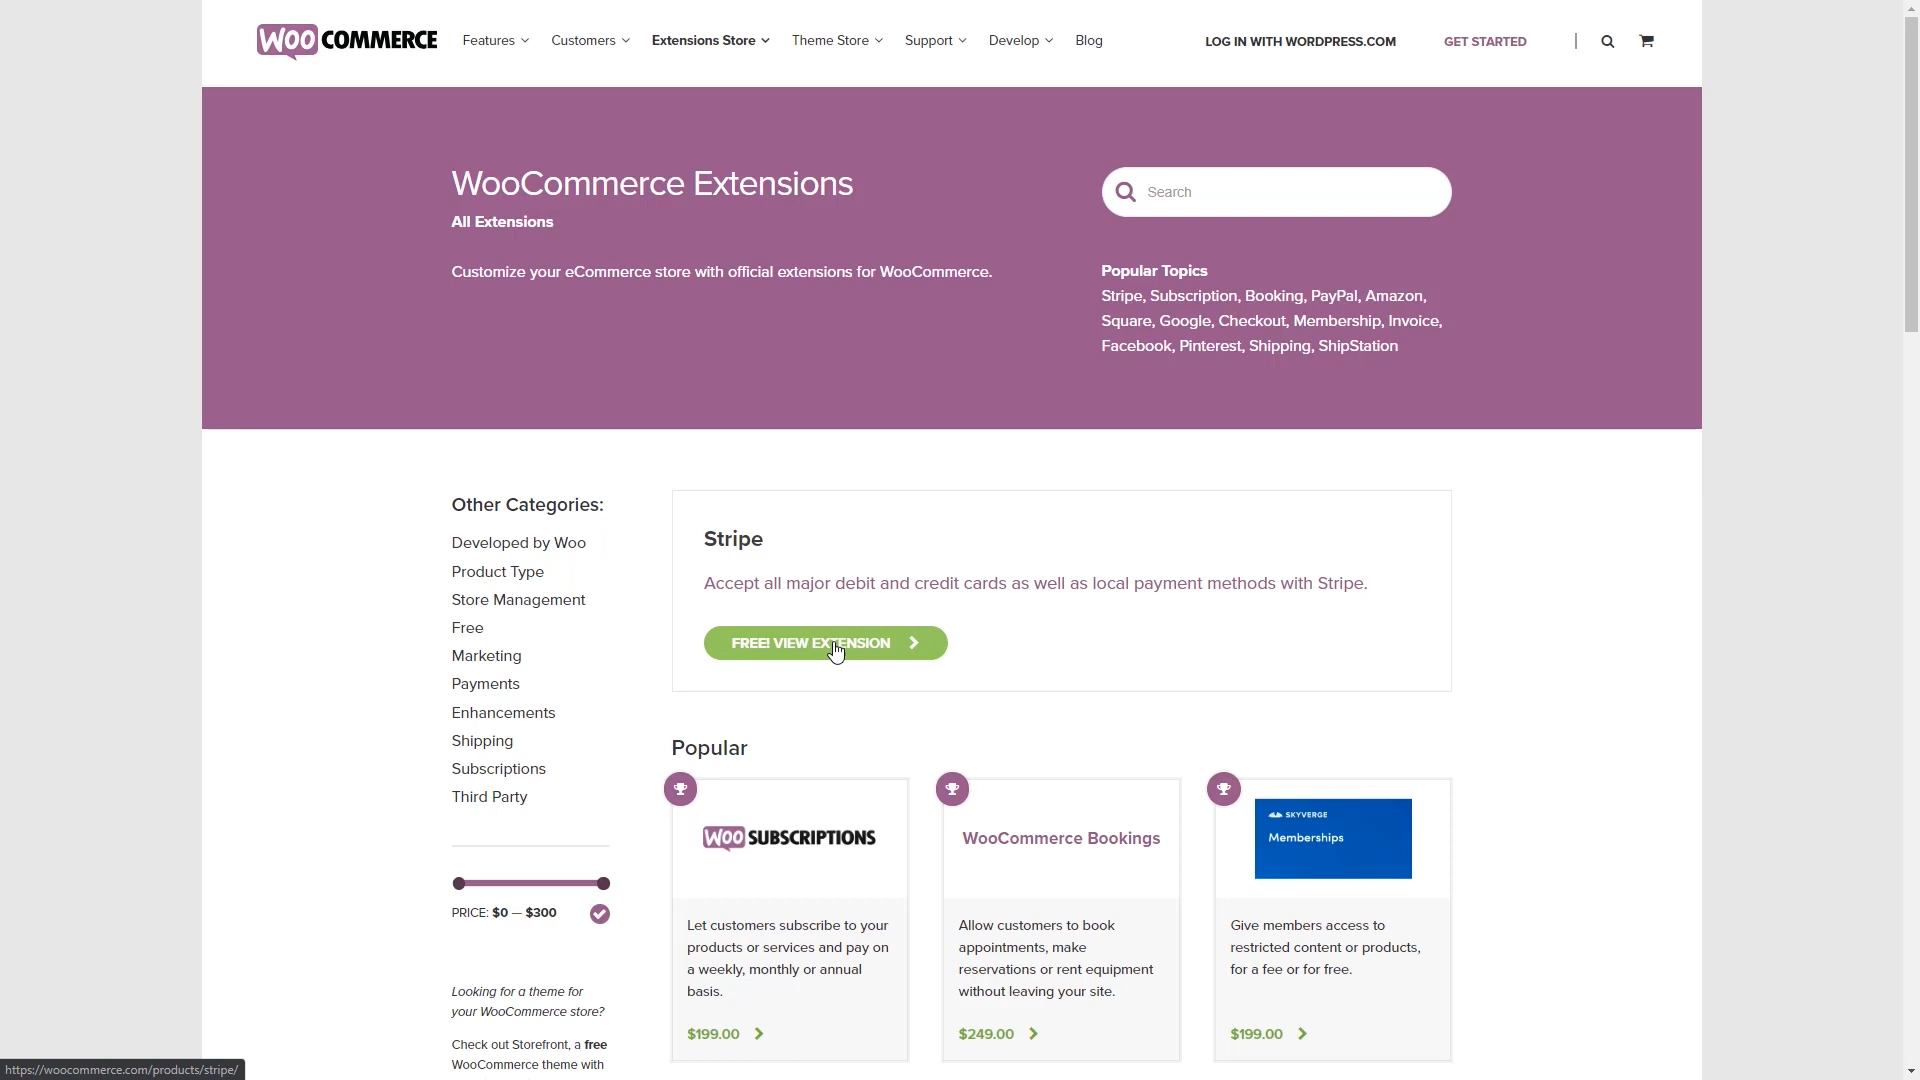 WOO COMMERCE
Features
Customers
Extensions Store
Theme Store
Support
Develop
Blog
LOG IN WITH WORDPRESS.COM
GET STARTED
WooCommerce Extensions
All Extensions
Customize your eCommerce store with official extensions for WooCommerce.
Search
Popular Topics
Stripe, Subscription, Booking, PayPal, Amazon,
Square, Google, Checkout, Membership, Invoice,
Facebook, Pinterest, Shipping, ShipStation
Other Categories:
Developed by Woo
Product Type
Store Management
Free
Marketing
Payments
Enhancements
Shipping
Subscriptions
Third Party
PRICE: $0 — $300
Looking for a theme for
your WooCommerce store?
Check out Storefront, a free
WooCommerce theme with
Stripe
Accept all major debit and credit cards as well as local payment methods with Stripe.
FREE! VIEW EXTENSION
Popular
WOO SUBSCRIPTIONS
Let customers subscribe to your
products or services and pay on
a weekly, monthly or annual
basis.
$199.00
WooCommerce Bookings
Allow customers to book
appointments, make
reservations or rent equipment
without leaving your site.
$249.00
SKYVERGE
Memberships
Give members access to
restricted content or products,
for a fee or for free.
$199.00
https://woocommerce.com/products/stripe/